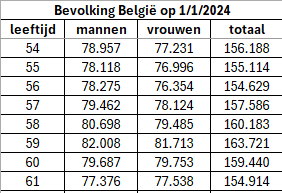 Bevolking België op 1/1/2024
leeftijd mannen vrouwen totaal
54 78.957 77.231 156.188
55 78.118 76.996 155.114
56 78.275 76.354 154.629
57 79.462 78.124 157.586
58 80.698 79.485 160.183
59 82.008 81.713 163.721
60 79.687 79.753 159.440
61 77.376 77.538 154.914